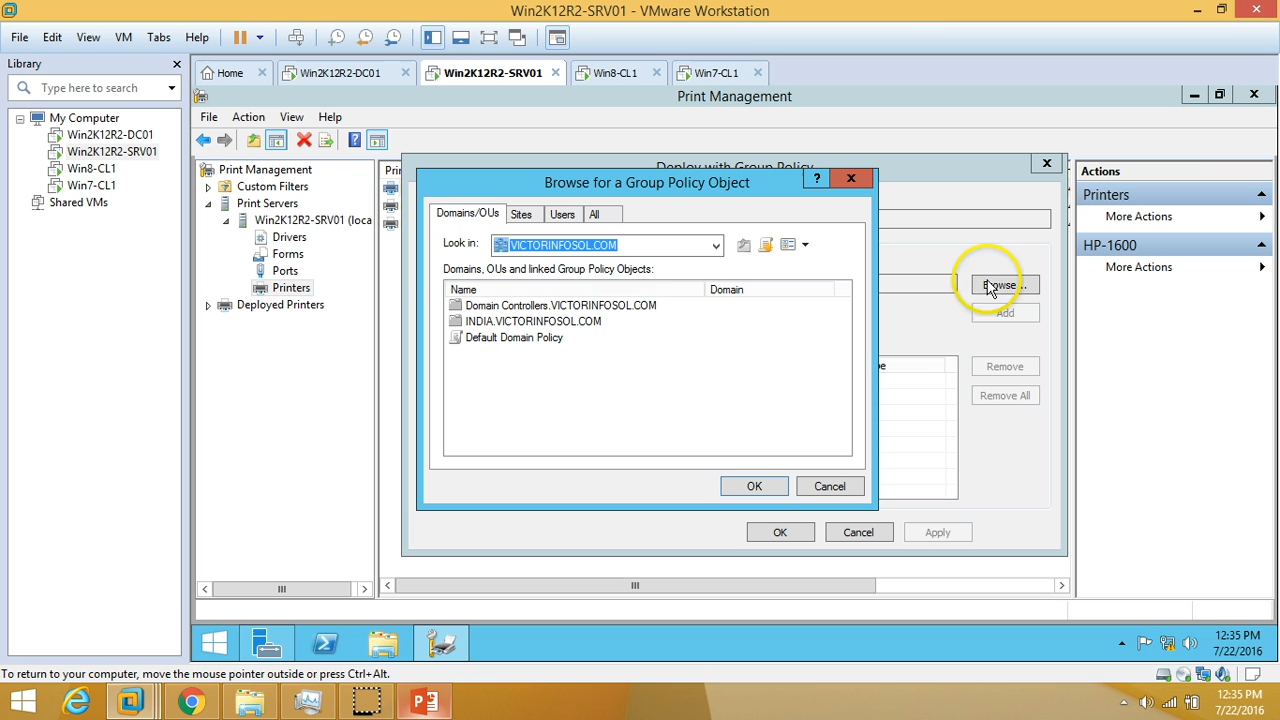 Win2K12R2-SRV01 - VMware Workstation
File Edit View VM Tabs Help
Library
Type here to search
My Computer
Win2K12R2-DC01
Win2K12R2-SRV01
Win8-CL1
Win7-CL1
Shared VMs
Home Win2K12R2-DC01 Win2K12R2-SRV01 Win8-CL1 Win7-CL1
Print Management
File Action View Help
Print Management
Custom Filters
Print Servers
Win2K12R2-SRV01 (loca
Drivers
Forms
Ports
Printers
Deployed Printers
Deploy with Group Policy
Browse for a Group Policy Object
Domains/OUs Sites Users All
Look in: VICTORINFOSOL.COM
Domains, OUs and linked Group Policy Objects:
Name Domain
Domain Controllers.VICTORINFOSOL.COM
INDIA.VICTORINFOSOL.COM
Default Domain Policy
OK Cancel
Browse...
Add
Remove
Remove All
OK Cancel Apply
Actions
Printers
More Actions
HP-1600
More Actions
12:35 PM
7/22/2016
To return to your computer, move the mouse pointer outside or press Ctrl+Alt.
12:35 PM
7/22/2016